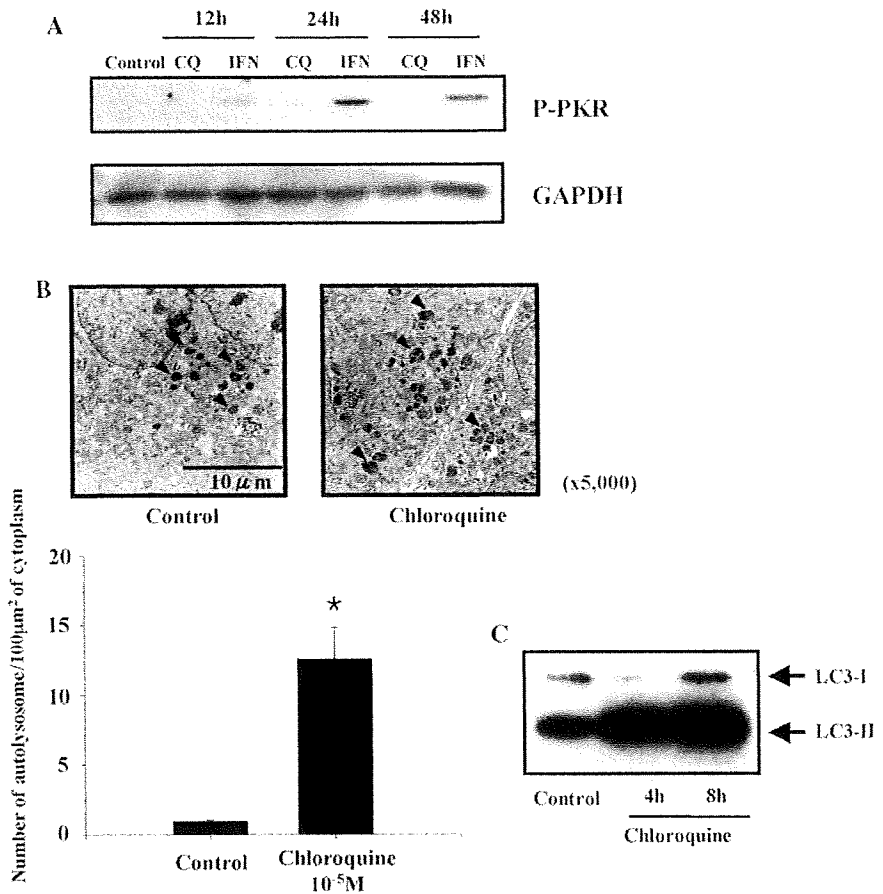 A
12h 24h 48h
Control CQ IFN CQ IFN CQ IFN
P-PKR
GAPDH
B
10 μm
(x5,000)
Control Chloroquine
Number of autolysosome/100μm² of cytoplasm
20
15
10
5
0
*
Control Chloroquine
10⁻⁵M
C
LC3-I
LC3-II
Control 4h 8h
Chloroquine